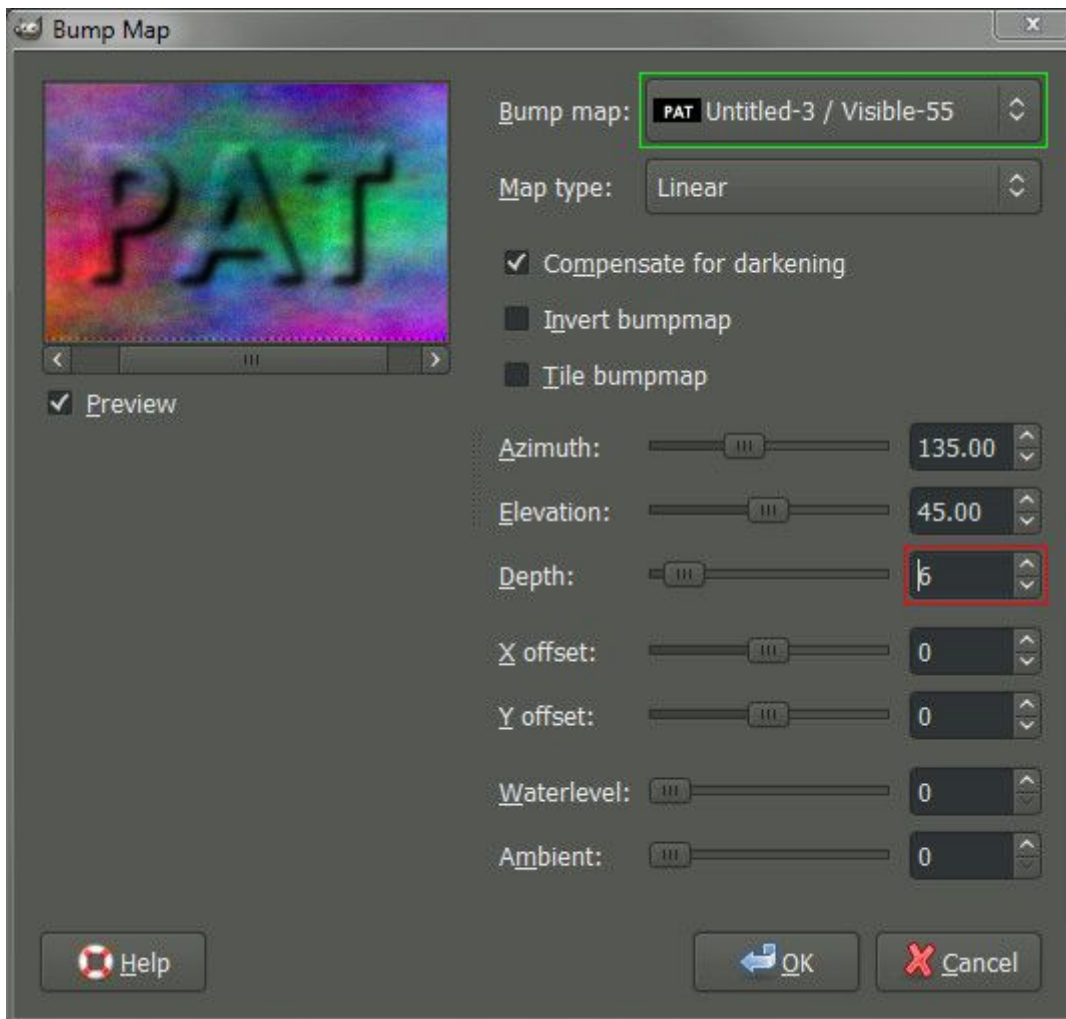 Bump Map
PAT
Bump map: PAT Untitled-3 / Visible-55
Map type: Linear
Compensate for darkening
Invert bumpmap
Tile bumpmap
Preview
Azimuth: 135.00
Elevation: 45.00
Depth: 6
X offset: 0
Y offset: 0
Waterlevel: 0
Ambient: 0
Help OK Cancel